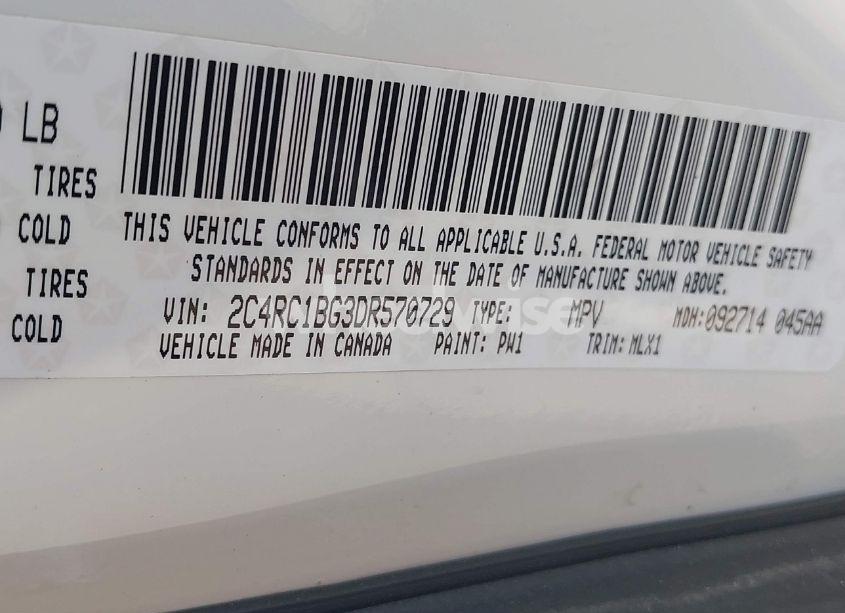 LB
TIRES
COLD
TIRES
COLD
THIS VEHICLE CONFORMS TO ALL APPLICABLE U.S.A. FEDERAL MOTOR VEHICLE SAFETY
STANDARDS IN EFFECT ON THE DATE OF MANUFACTURE SHOWN ABOVE.
VIN: 2C4RC1BG3DR570729 TYPE: MPV MDH:092714 045AA
VEHICLE MADE IN CANADA PAINT: PW1 TRIM: MLX1